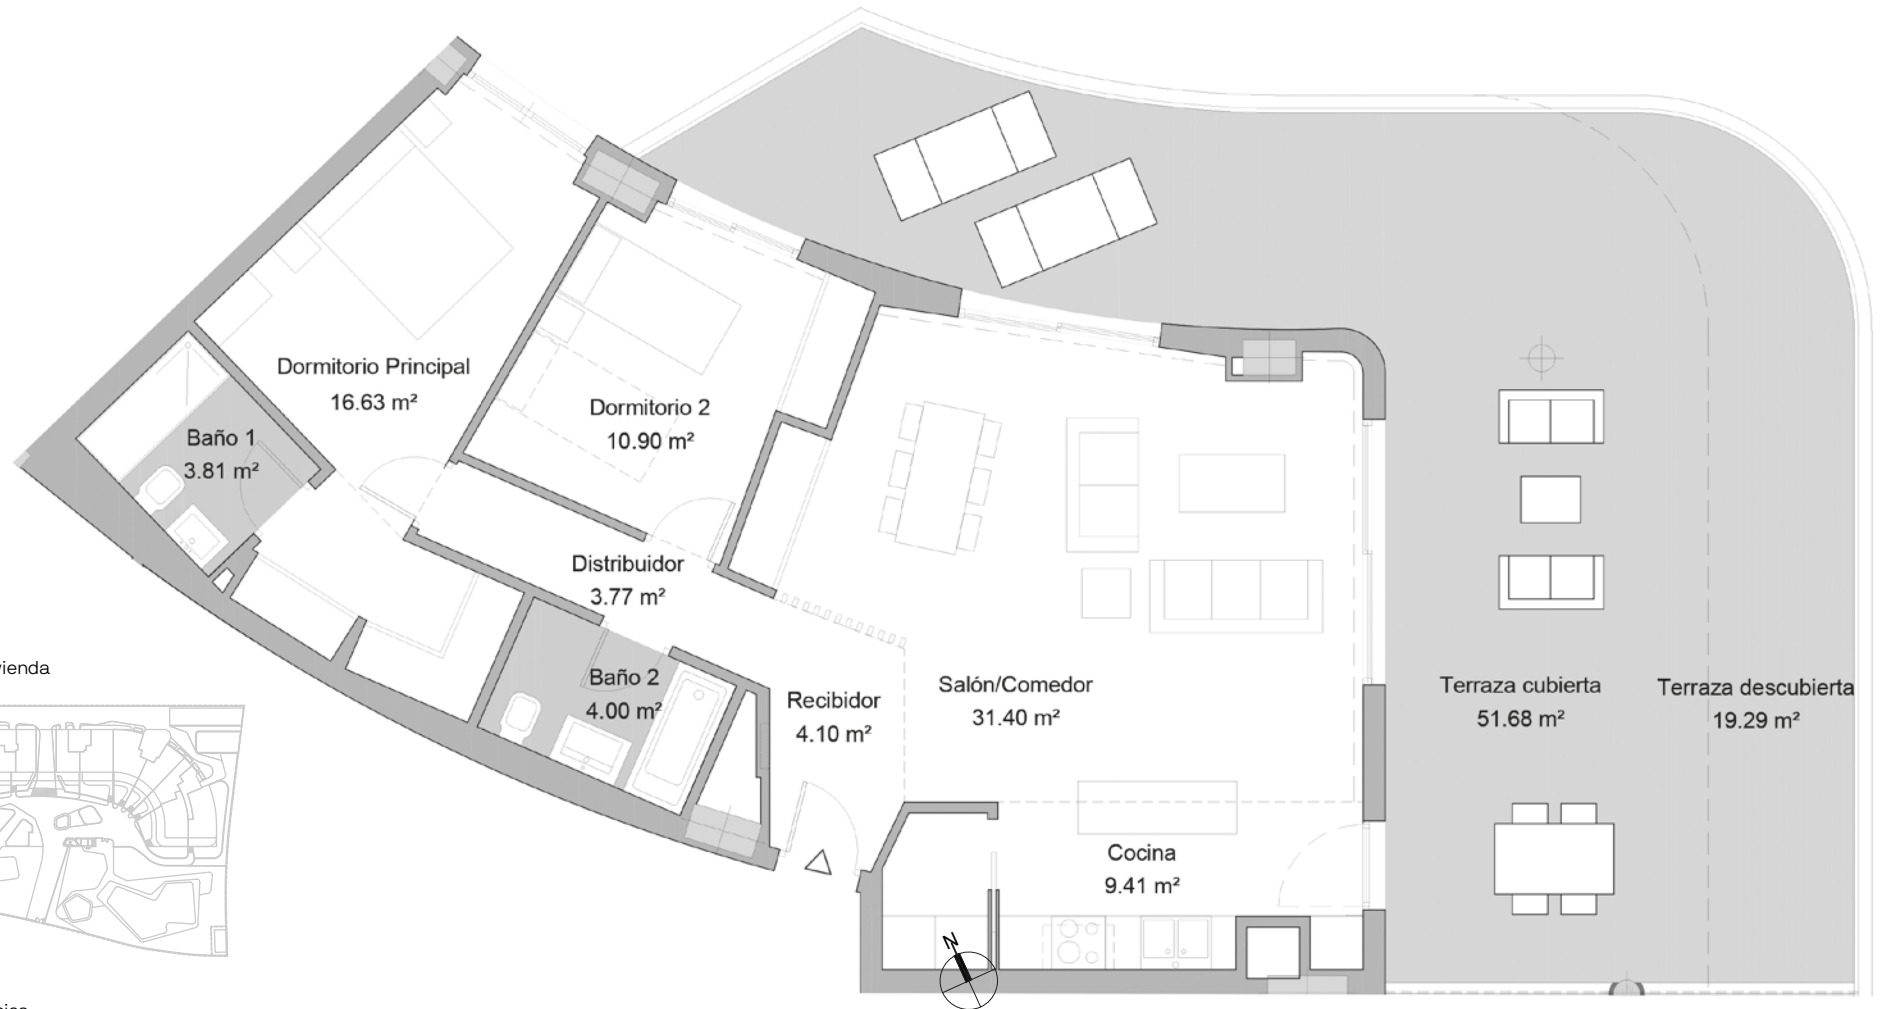 Dormitorio Principal
16.63 m²
Dormitorio 2
10.90 m²
Baño 1
3.81 m²
Distribuidor
3.77 m²
Baño 2
4.00 m²
Recibidor
4.10 m²
Salón/Comedor
31.40 m²
Terraza cubierta
51.68 m²
Terraza descubierta
19.29 m²
Cocina
9.41 m²
N
vienda